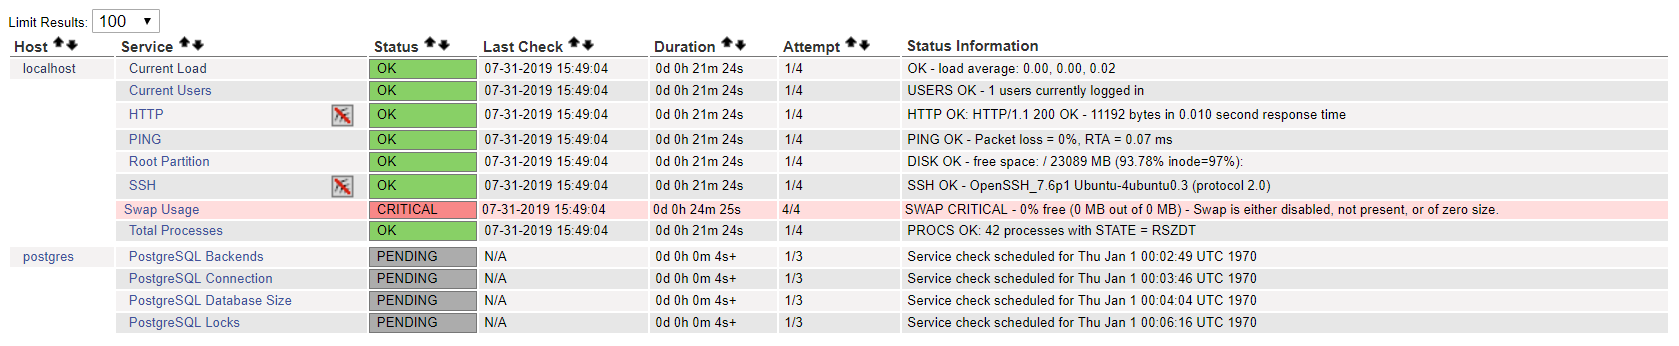 Limit Results: 100
Host Service Status Last Check Duration Attempt Status Information
localhost Current Load OK 07-31-2019 15:49:04 0d 0h 21m 24s 1/4 OK - load average: 0.00, 0.00, 0.02
Current Users OK 07-31-2019 15:49:04 0d 0h 21m 24s 1/4 USERS OK - 1 users currently logged in
HTTP OK 07-31-2019 15:49:04 0d 0h 21m 24s 1/4 HTTP OK: HTTP/1.1 200 OK - 11192 bytes in 0.010 second response time
PING OK 07-31-2019 15:49:04 0d 0h 21m 24s 1/4 PING OK - Packet loss = 0%, RTA = 0.07 ms
Root Partition OK 07-31-2019 15:49:04 0d 0h 21m 24s 1/4 DISK OK - free space: / 23089 MB (93.78% inode=97%):
SSH OK 07-31-2019 15:49:04 0d 0h 21m 24s 1/4 SSH OK - OpenSSH_7.6p1 Ubuntu-4ubuntu0.3 (protocol 2.0)
Swap Usage CRITICAL 07-31-2019 15:49:04 0d 0h 24m 25s 4/4 SWAP CRITICAL - 0% free (0 MB out of 0 MB) - Swap is either disabled, not present, or of zero size.
Total Processes OK 07-31-2019 15:49:04 0d 0h 21m 24s 1/4 PROCS OK: 42 processes with STATE = RSZDT
postgres PostgreSQL Backends PENDING N/A 0d 0h 0m 4s+ 1/3 Service check scheduled for Thu Jan 1 00:02:49 UTC 1970
PostgreSQL Connection PENDING N/A 0d 0h 0m 4s+ 1/3 Service check scheduled for Thu Jan 1 00:03:46 UTC 1970
PostgreSQL Database Size PENDING N/A 0d 0h 0m 4s+ 1/3 Service check scheduled for Thu Jan 1 00:04:04 UTC 1970
PostgreSQL Locks PENDING N/A 0d 0h 0m 4s+ 1/3 Service check scheduled for Thu Jan 1 00:06:16 UTC 1970